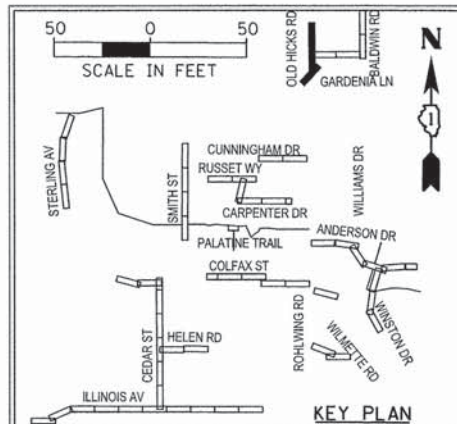 50 0 50
SCALE IN FEET
OLD HICKS RD
BALDWIN RD
GARDENIA LN
N
1
STERLING AV
SMITH ST
CUNNINGHAM DR
RUSSET WY
CARPENTER DR
WILLIAMS DR
PALATINE TRAIL
ANDERSON DR
COLFAX ST
ROHLWING RD
WINSTON DR
WILMETTE RD
CEDAR ST
HELEN RD
ILLINOIS AV
KEY PLAN